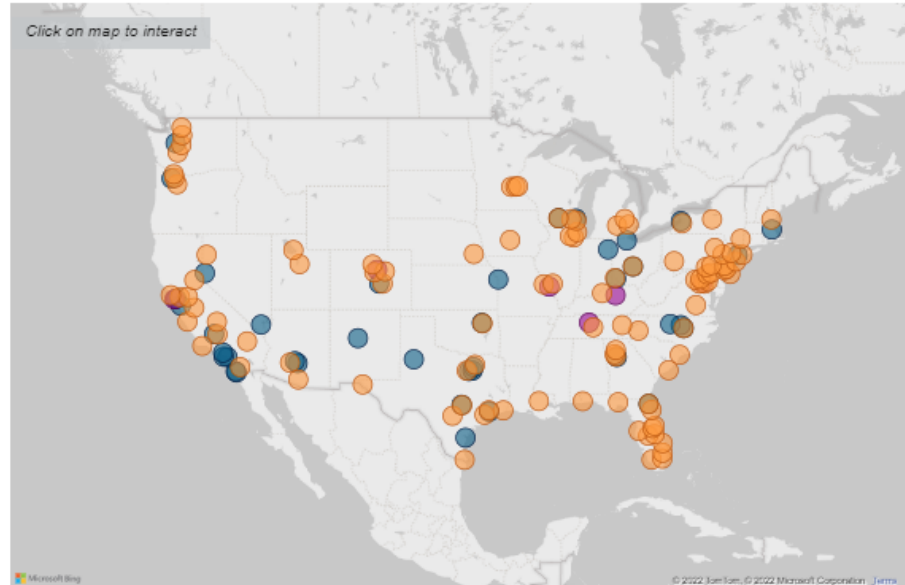 Click on map to interact
Microsoft Bing
© 2022 TomTom, © 2022 Microsoft Corporation Terms